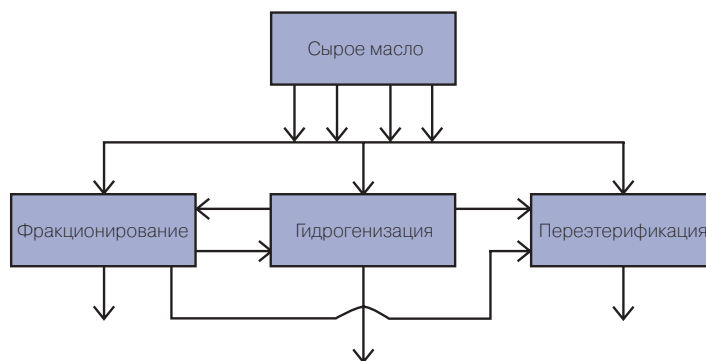 Сырое масло
Фракционирование
Гидрогенизация
Переэтерификация